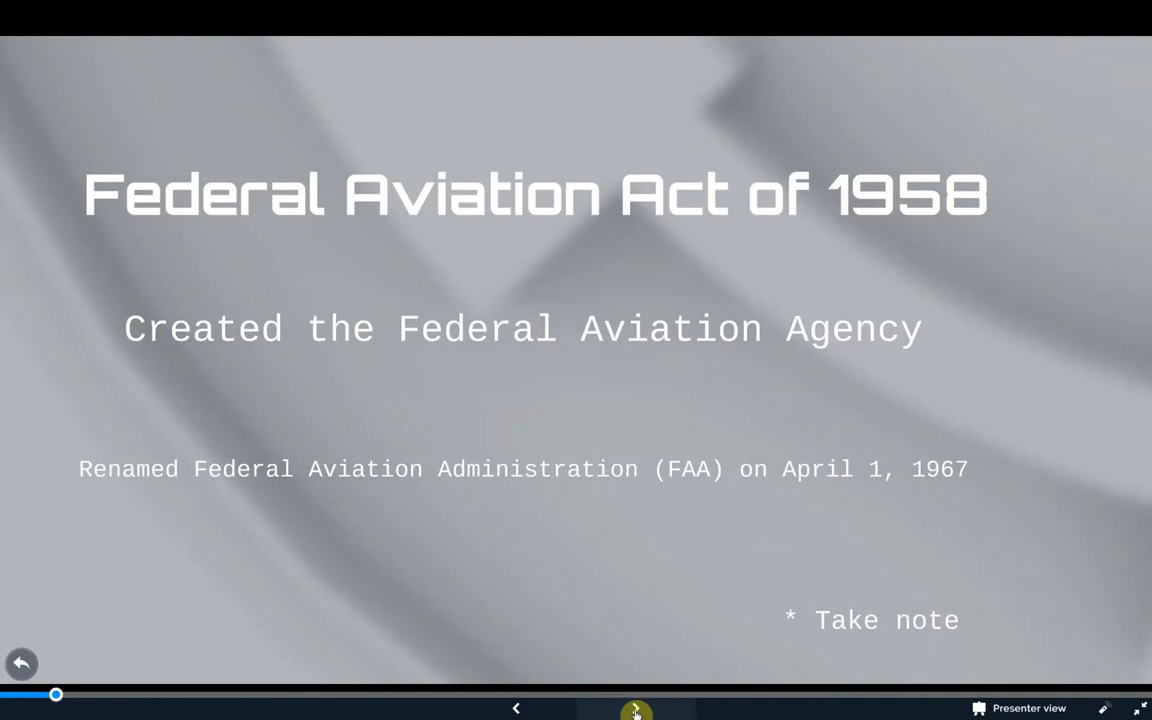 Federal Aviation Act of 1958
Created the Federal Aviation Agency
Renamed Federal Aviation Administration (FAA) on April 1, 1967
* Take note
Presenter view